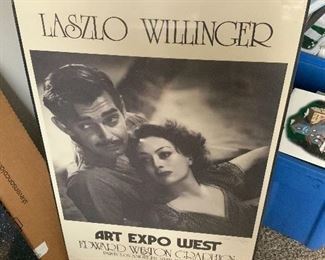 LASZLO WILLINGER
ART EXPO WEST
EDWARD WESTON GRAPHICS